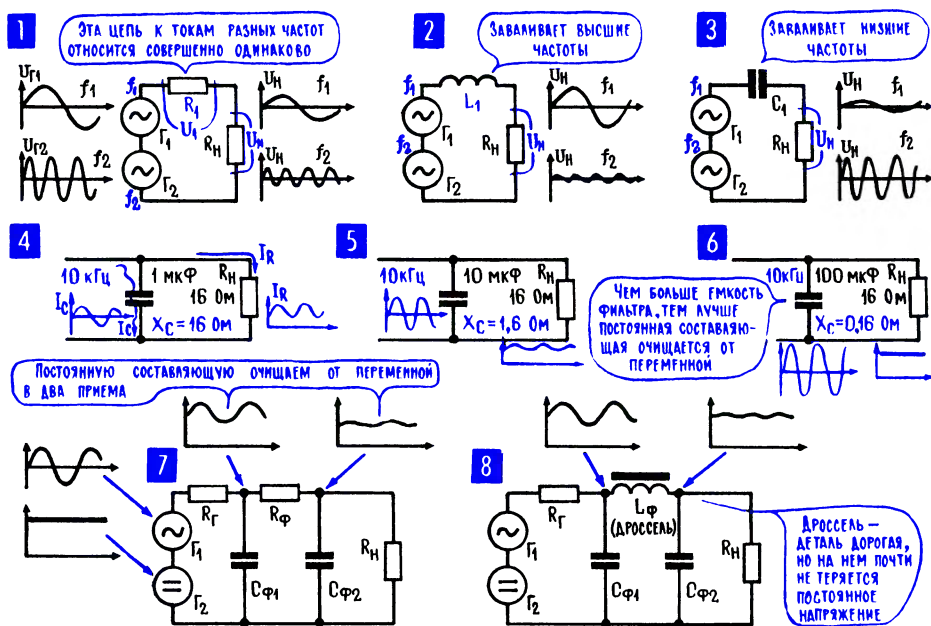 1
Эта цепь к токам разных частот
относится совершенно одинаково
UГ1
f1
UГ2
f2
f1
R1
U1
RН
UН
Г1
Г2
f2
UН
f1
UН
f2
2
Заваливает высшие
частоты
f1
L1
Г1
f2
RН
UН
Г2
UН
f1
UН
f2
3
Заваливает низкие
частоты
f1
C1
Г1
f2
RН
UН
Г2
UН
f1
UН
f2
4
IR
10 кГц
1 мкФ
RН
16 Ом
IC
IC
XC = 16 Ом
IR
5
10 кГц
10 мкФ
RН
16 Ом
XC = 1,6 Ом
Чем больше емкость
фильтра, тем лучше
постоянная составляю-
щая очищается от
переменной
6
10 кГц
100 мкФ
RН
16 Ом
XC = 0,16 Ом
Постоянную составляющую очищаем от переменной
в два приема
7
RГ
RФ
Г1
Г2
CФ1
CФ2
RН
8
RГ
LФ
(дроссель)
Г1
Г2
CФ1
CФ2
RН
Дроссель —
деталь дорогая,
но на нем почти
не теряется
постоянное
напряжение